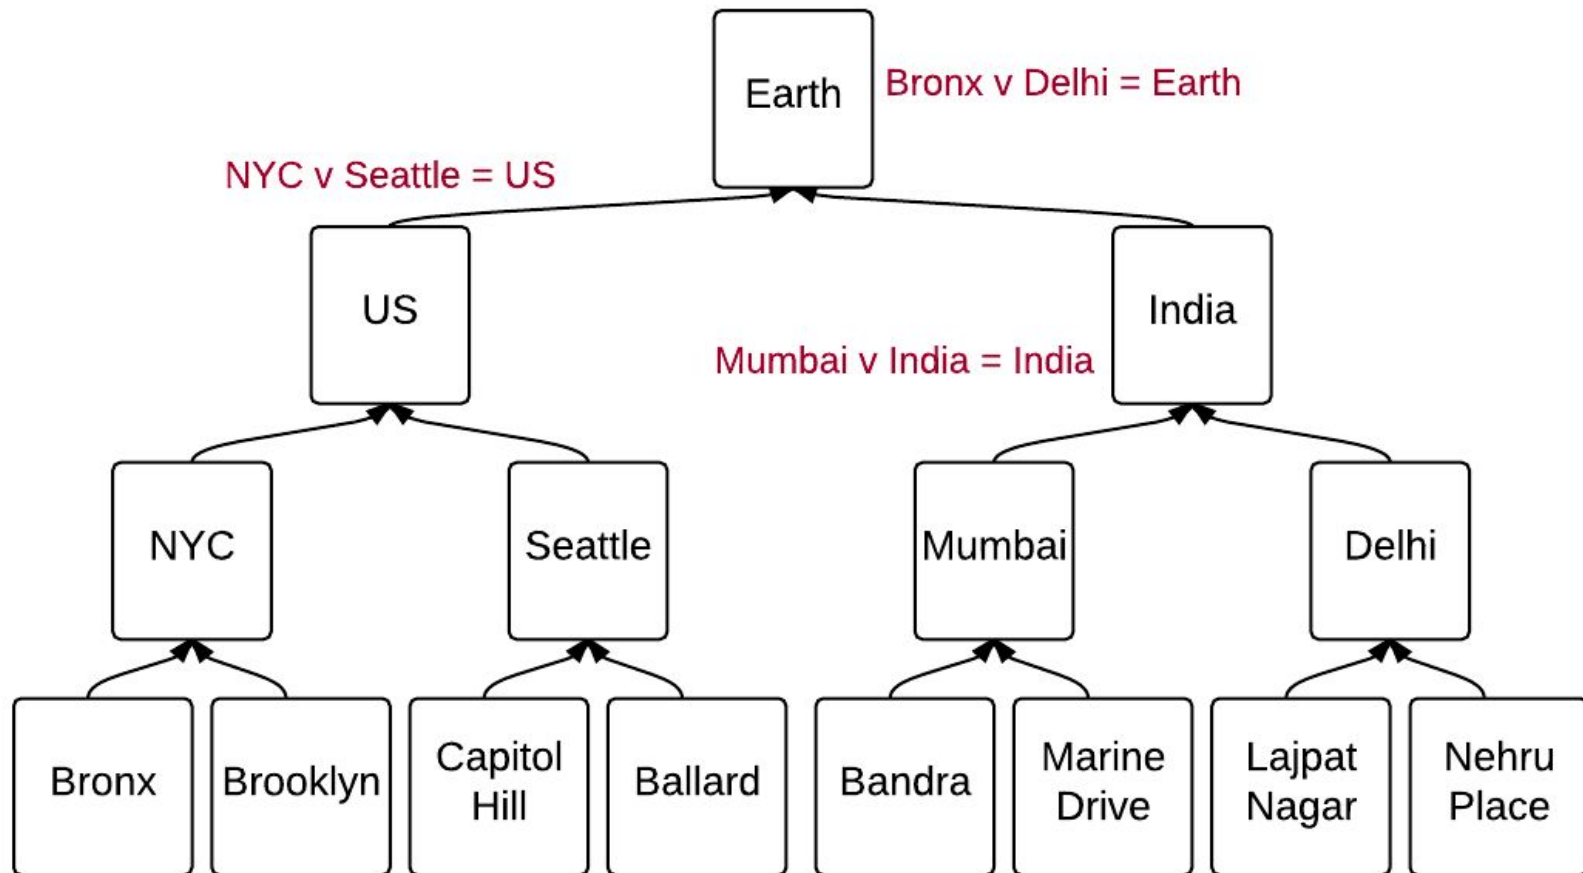 Earth
Bronx v Delhi = Earth
NYC v Seattle = US
US
India
Mumbai v India = India
NYC
Seattle
Mumbai
Delhi
Bronx
Brooklyn
Capitol
Hill
Ballard
Bandra
Marine
Drive
Lajpat
Nagar
Nehru
Place